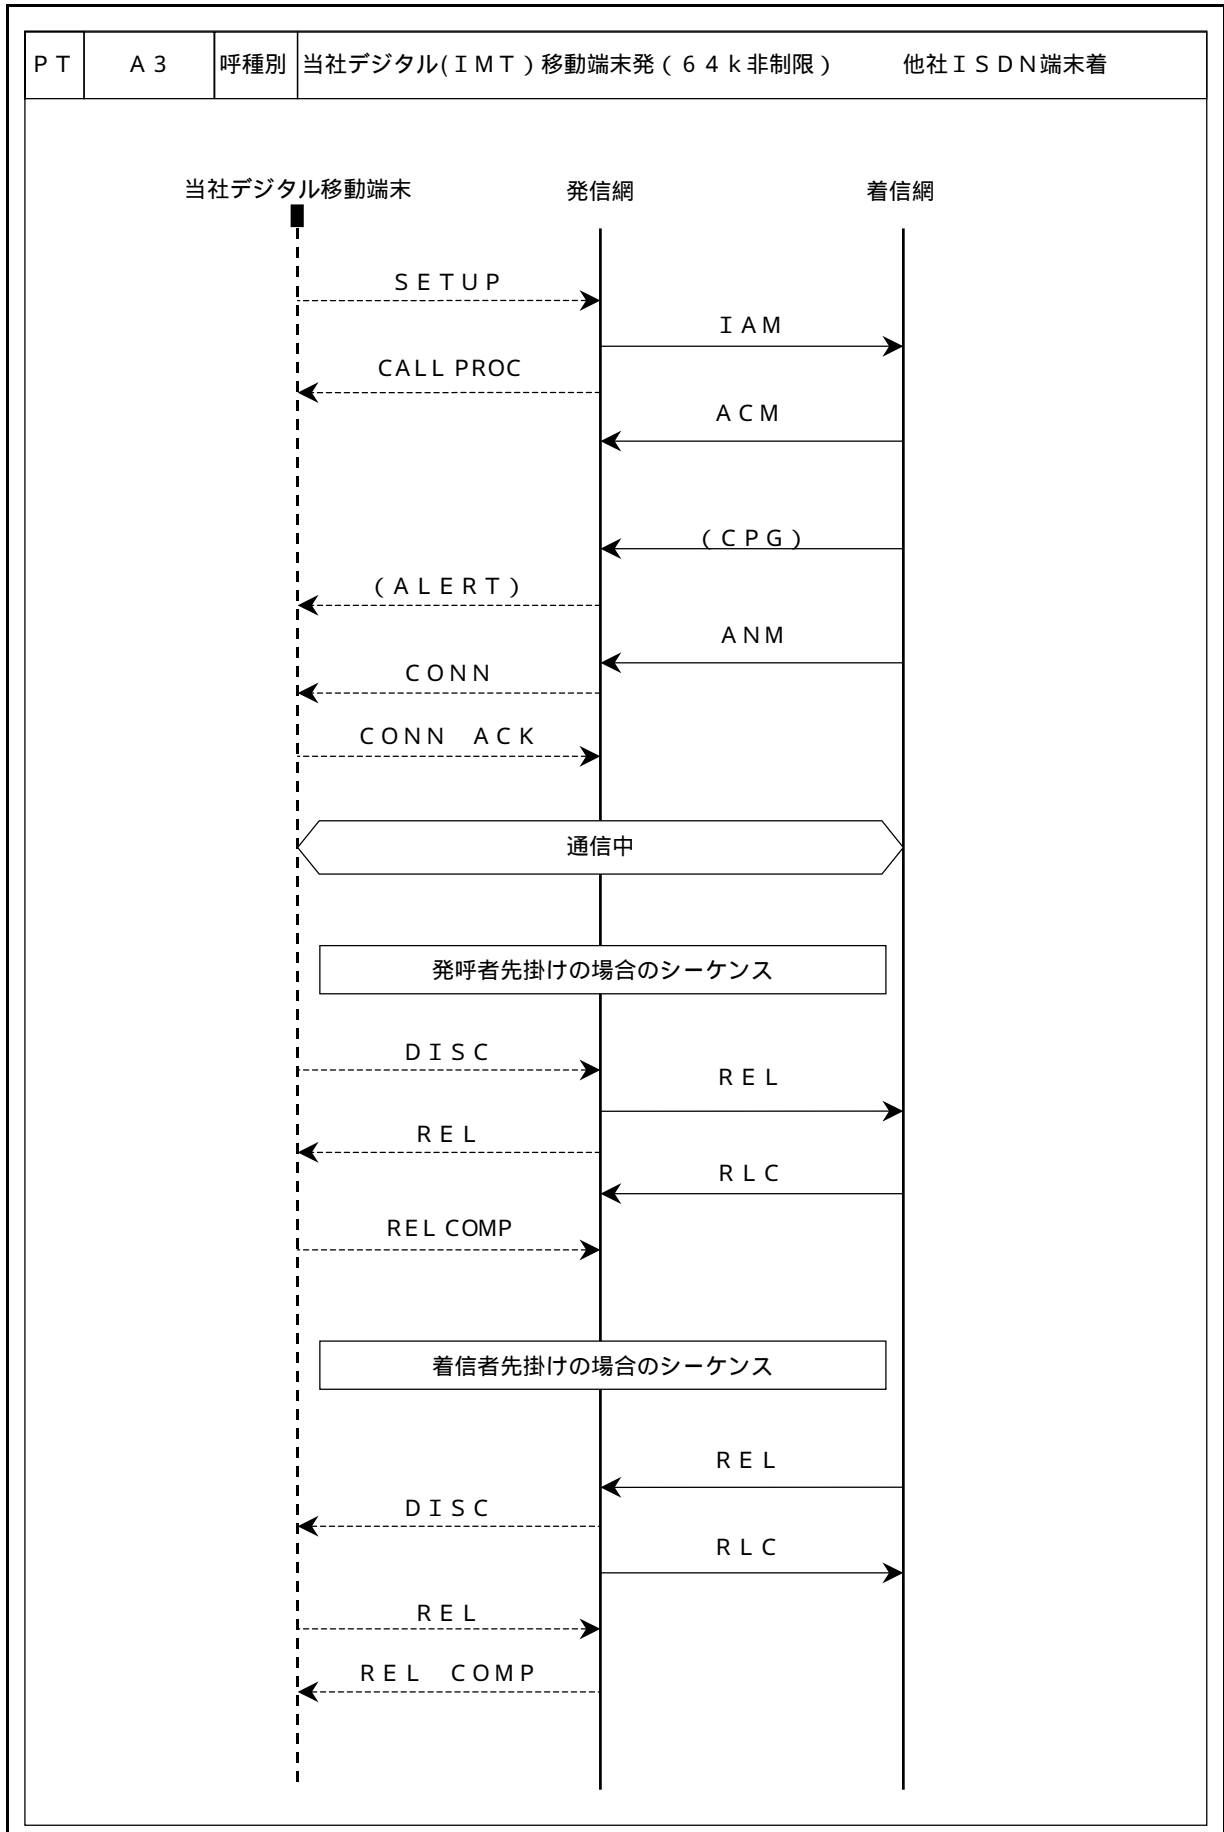 ＰＴ Ａ３ 呼種別 当社デジタル(ＩＭＴ）移動端末発（６４ｋ非制限） 他社ＩＳＤＮ端末着
当社デジタル移動端末 発信網 着信網
ＳＥＴＵＰ
ＩＡＭ
CALL PROC
ＡＣＭ
（ＣＰＧ）
（ＡＬＥＲＴ）
ＡＮＭ
ＣＯＮＮ
ＣＯＮＮ ＡＣＫ
通信中
発呼者先掛けの場合のシーケンス
ＤＩＳＣ
ＲＥＬ
ＲＥＬ
ＲＬＣ
REL COMP
着信者先掛けの場合のシーケンス
ＲＥＬ
ＤＩＳＣ
ＲＬＣ
ＲＥＬ
ＲＥＬ ＣＯＭＰ